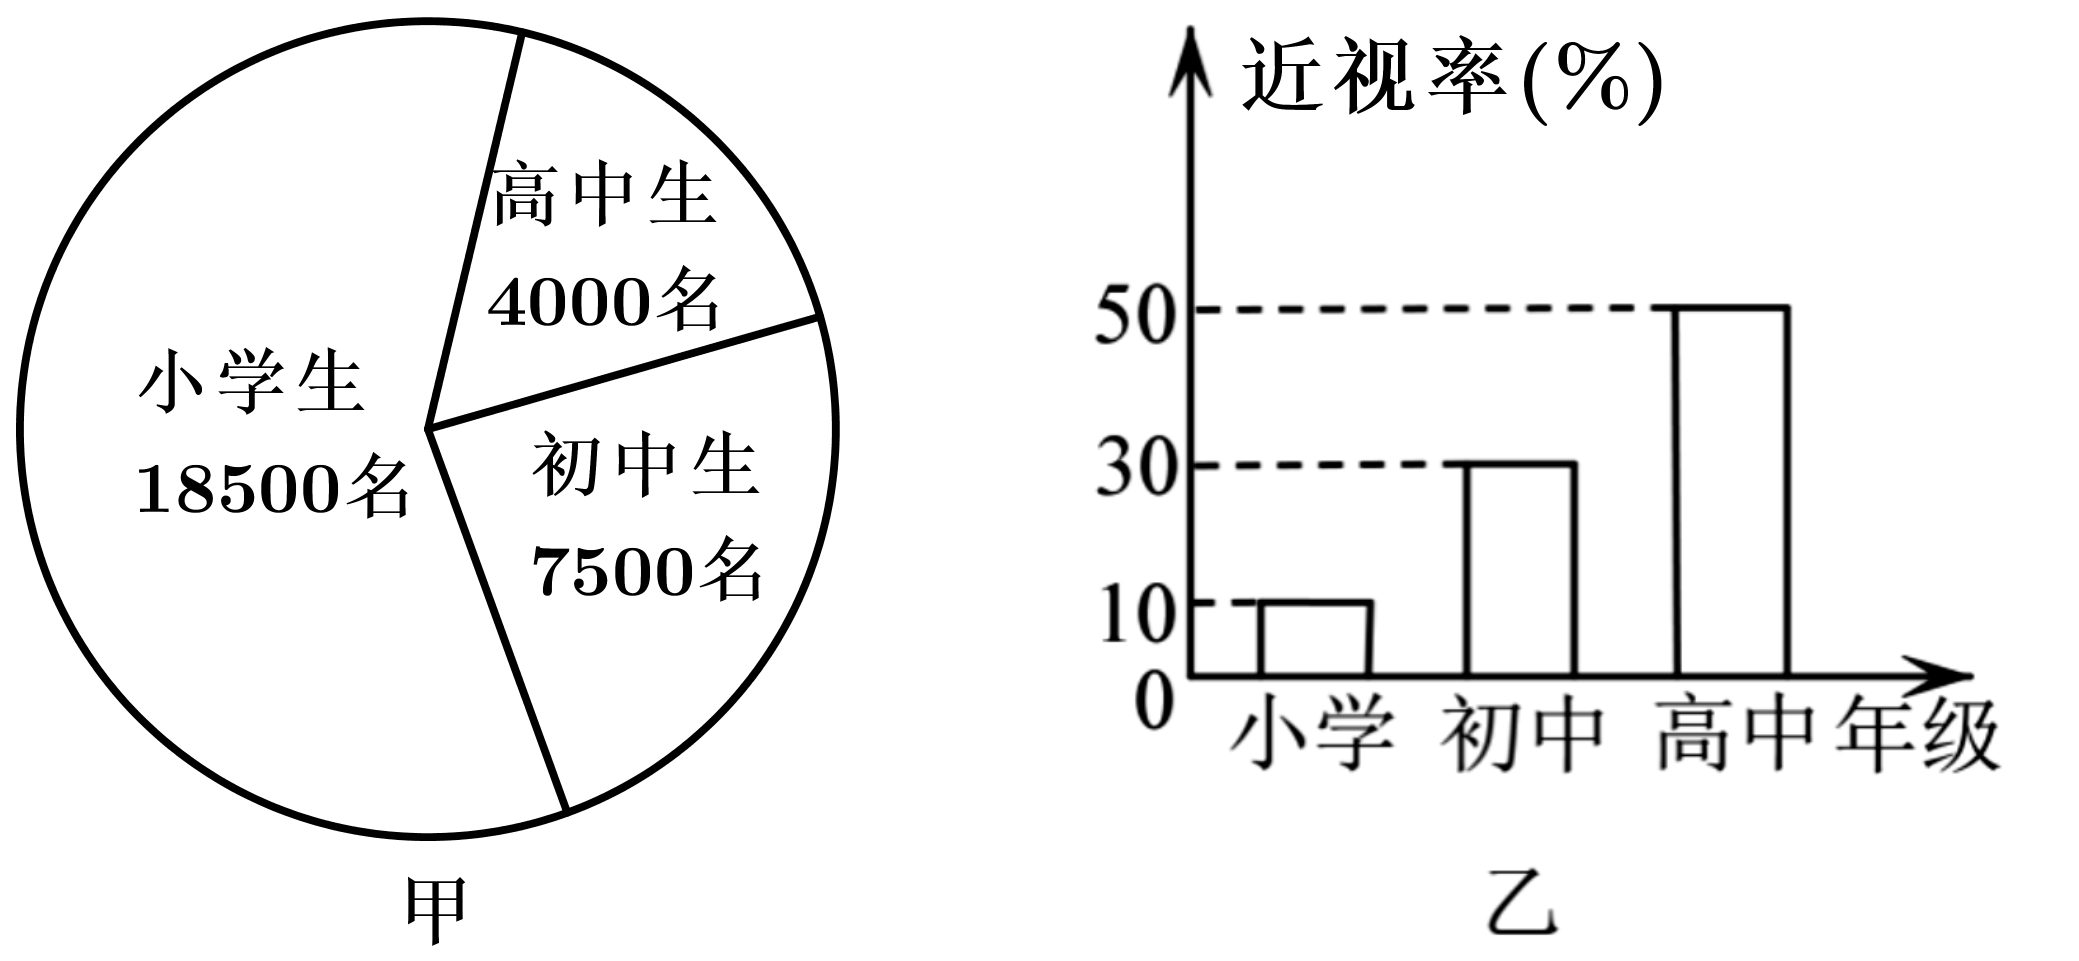 高中生
4000名
小学生
18500名
初中生
7500名
甲
近视率(%)
50
30
10
0
小学 初中 高中 年级
乙